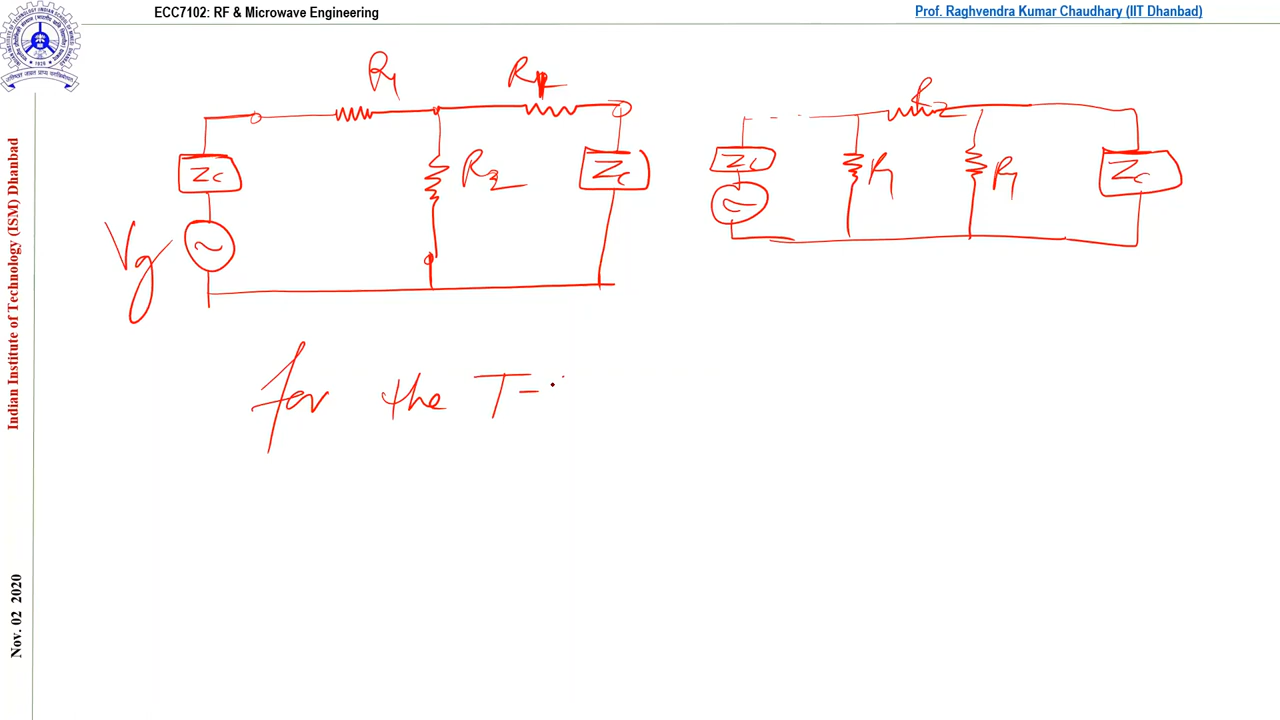 ECC7102: RF & Microwave Engineering
Prof. Raghvendra Kumar Chaudhary (IIT Dhanbad)
Indian Institute of Technology (ISM) Dhanbad
Nov. 02 2020
R1
R1
Zc
R2
Zc
Vg
R2
Zc
R1
R1
Zc
for the T-